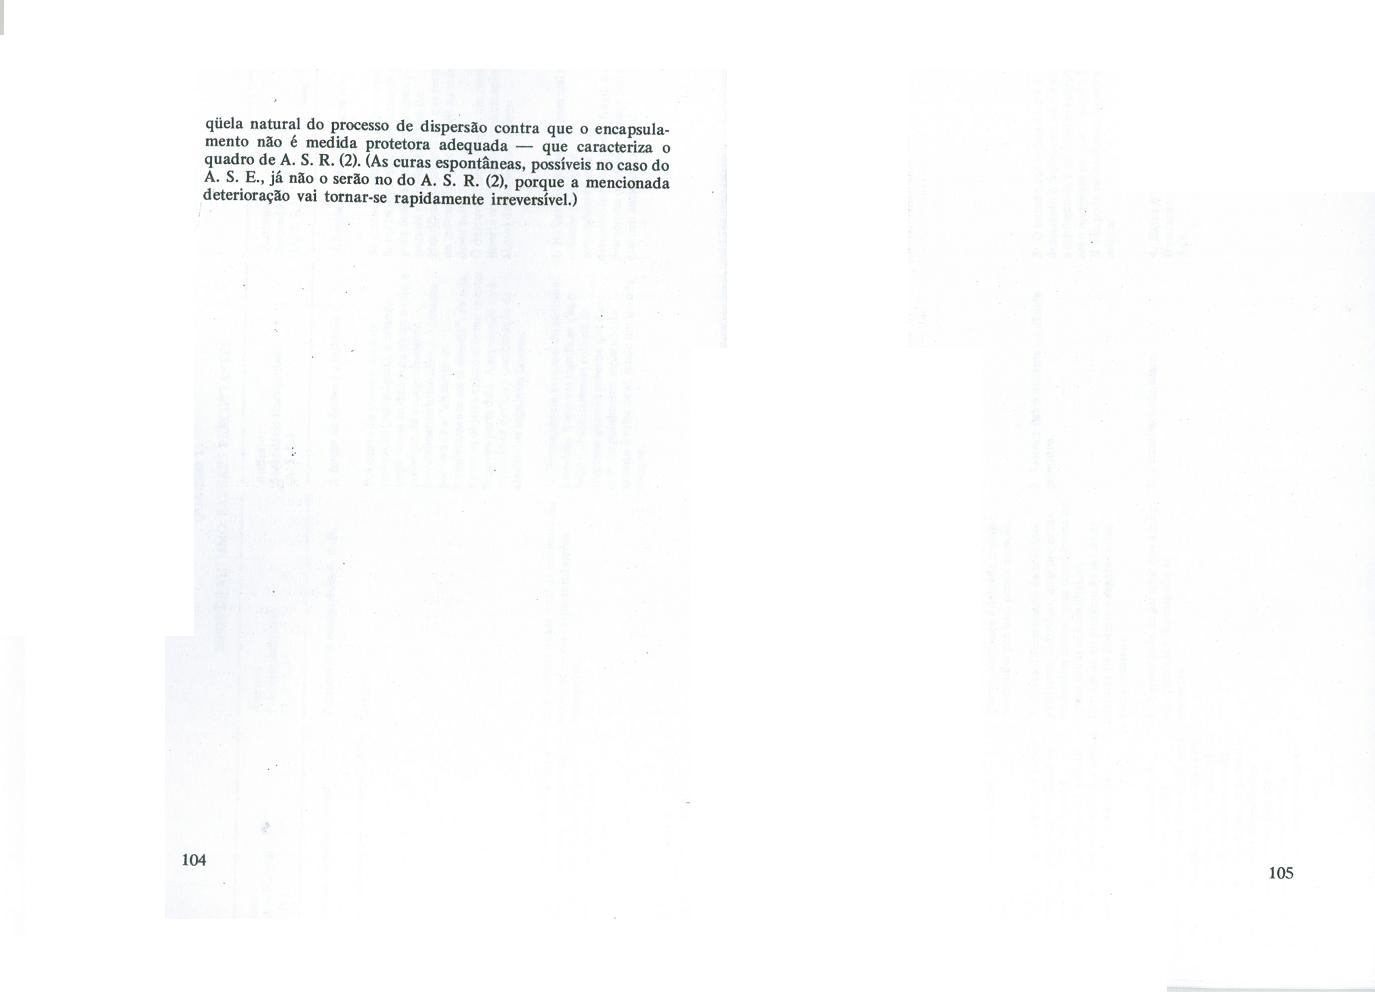 qüela natural do processo de dispersão contra que o encapsula-
mento não é medida protetora adequada — que caracteriza o
quadro de A. S. R. (2). (As curas espontâneas, possíveis no caso do
A. S. E., já não o serão no do A. S. R. (2), porque a mencionada
deterioração vai tornar-se rapidamente irreversível.)
104
105